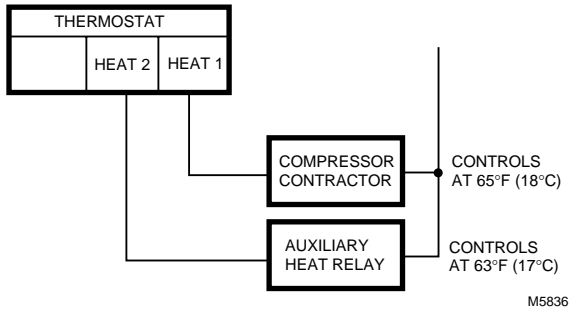 THERMOSTAT
HEAT 2 HEAT 1
COMPRESSOR
CONTRACTOR
CONTROLS
AT 65°F (18°C)
AUXILIARY
HEAT RELAY
CONTROLS
AT 63°F (17°C)
M5836